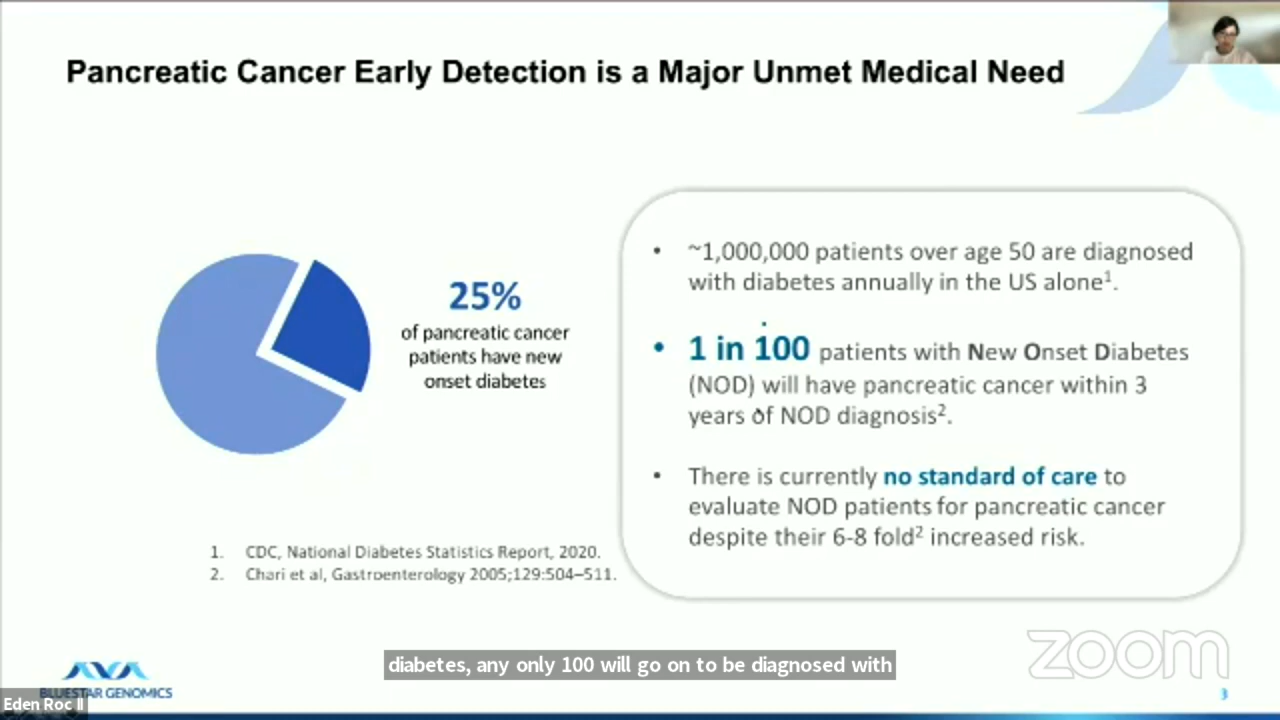 Pancreatic Cancer Early Detection is a Major Unmet Medical Need
25%
of pancreatic cancer
patients have new
onset diabetes
• ~1,000,000 patients over age 50 are diagnosed
with diabetes annually in the US alone¹.
• 1 in 100 patients with New Onset Diabetes
(NOD) will have pancreatic cancer within 3
years of NOD diagnosis².
• There is currently no standard of care to
evaluate NOD patients for pancreatic cancer
despite their 6-8 fold² increased risk.
1. CDC, National Diabetes Statistics Report, 2020.
2. Chari et al, Gastroenterology 2005;129:504–511.
diabetes, any only 100 will go on to be diagnosed with
zoom
BLUESTAR GENOMICS
Eden Roc II
3